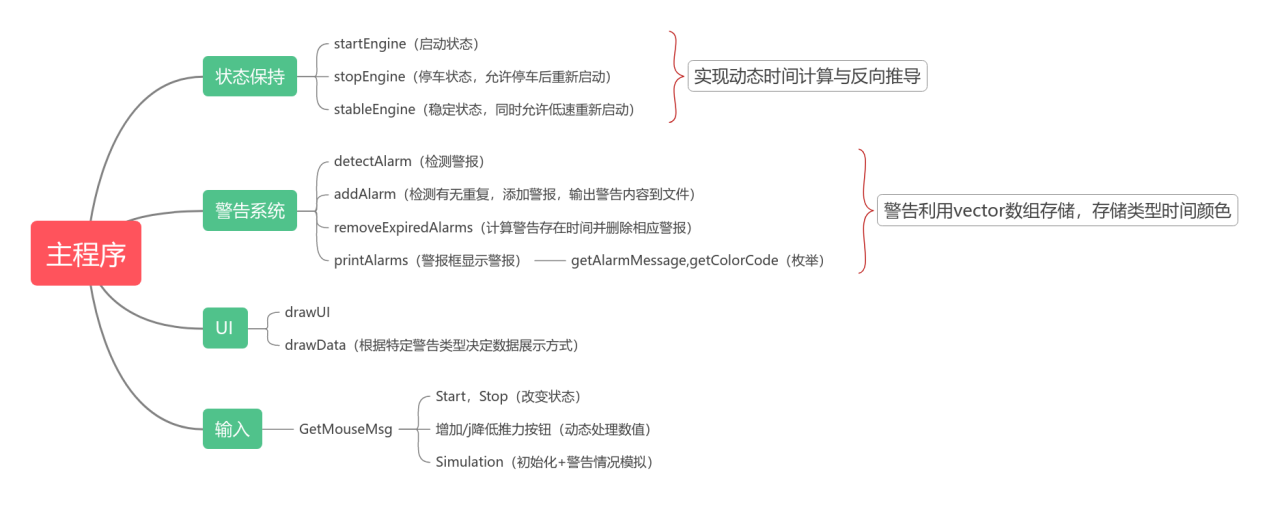 主程序
状态保持
startEngine（启动状态）
stopEngine（停车状态，允许停车后重新启动）
stableEngine（稳定状态，同时允许低速重新启动）
实现动态时间计算与反向推导
警告系统
detectAlarm（检测警报）
addAlarm（检测有无重复，添加警报，输出警告内容到文件）
removeExpiredAlarms（计算警告存在时间并删除相应警报）
printAlarms（警报框显示警报）
getAlarmMessage,getColorCode（枚举）
警告利用vector数组存储，存储类型时间颜色
UI
drawUI
drawData（根据特定警告类型决定数据展示方式）
输入
GetMouseMsg
Start，Stop（改变状态）
增加/j降低推力按钮（动态处理数值）
Simulation（初始化+警告情况模拟）